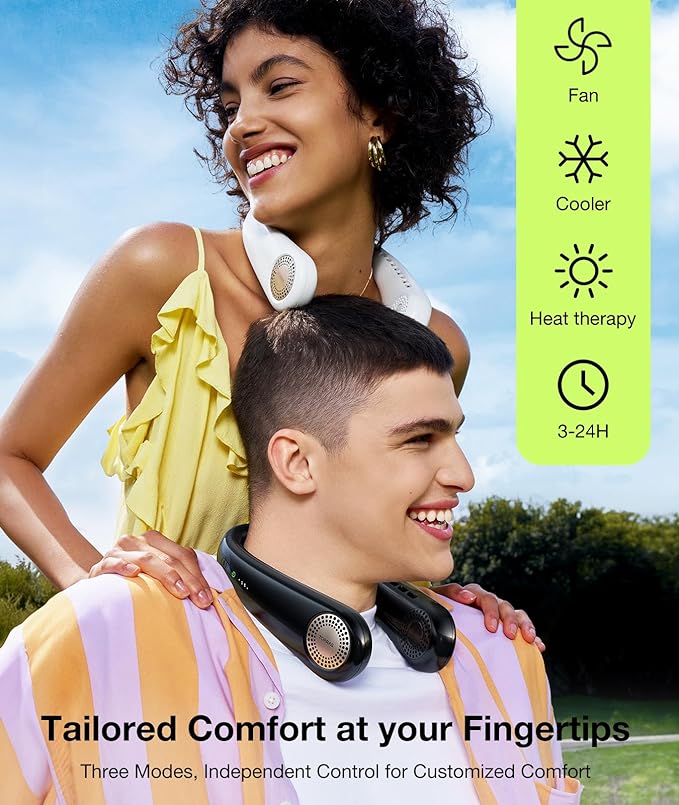 Fan
Cooler
Heat therapy
3-24H
Tailored Comfort at your Fingertips
Three Modes, Independent Control for Customized Comfort